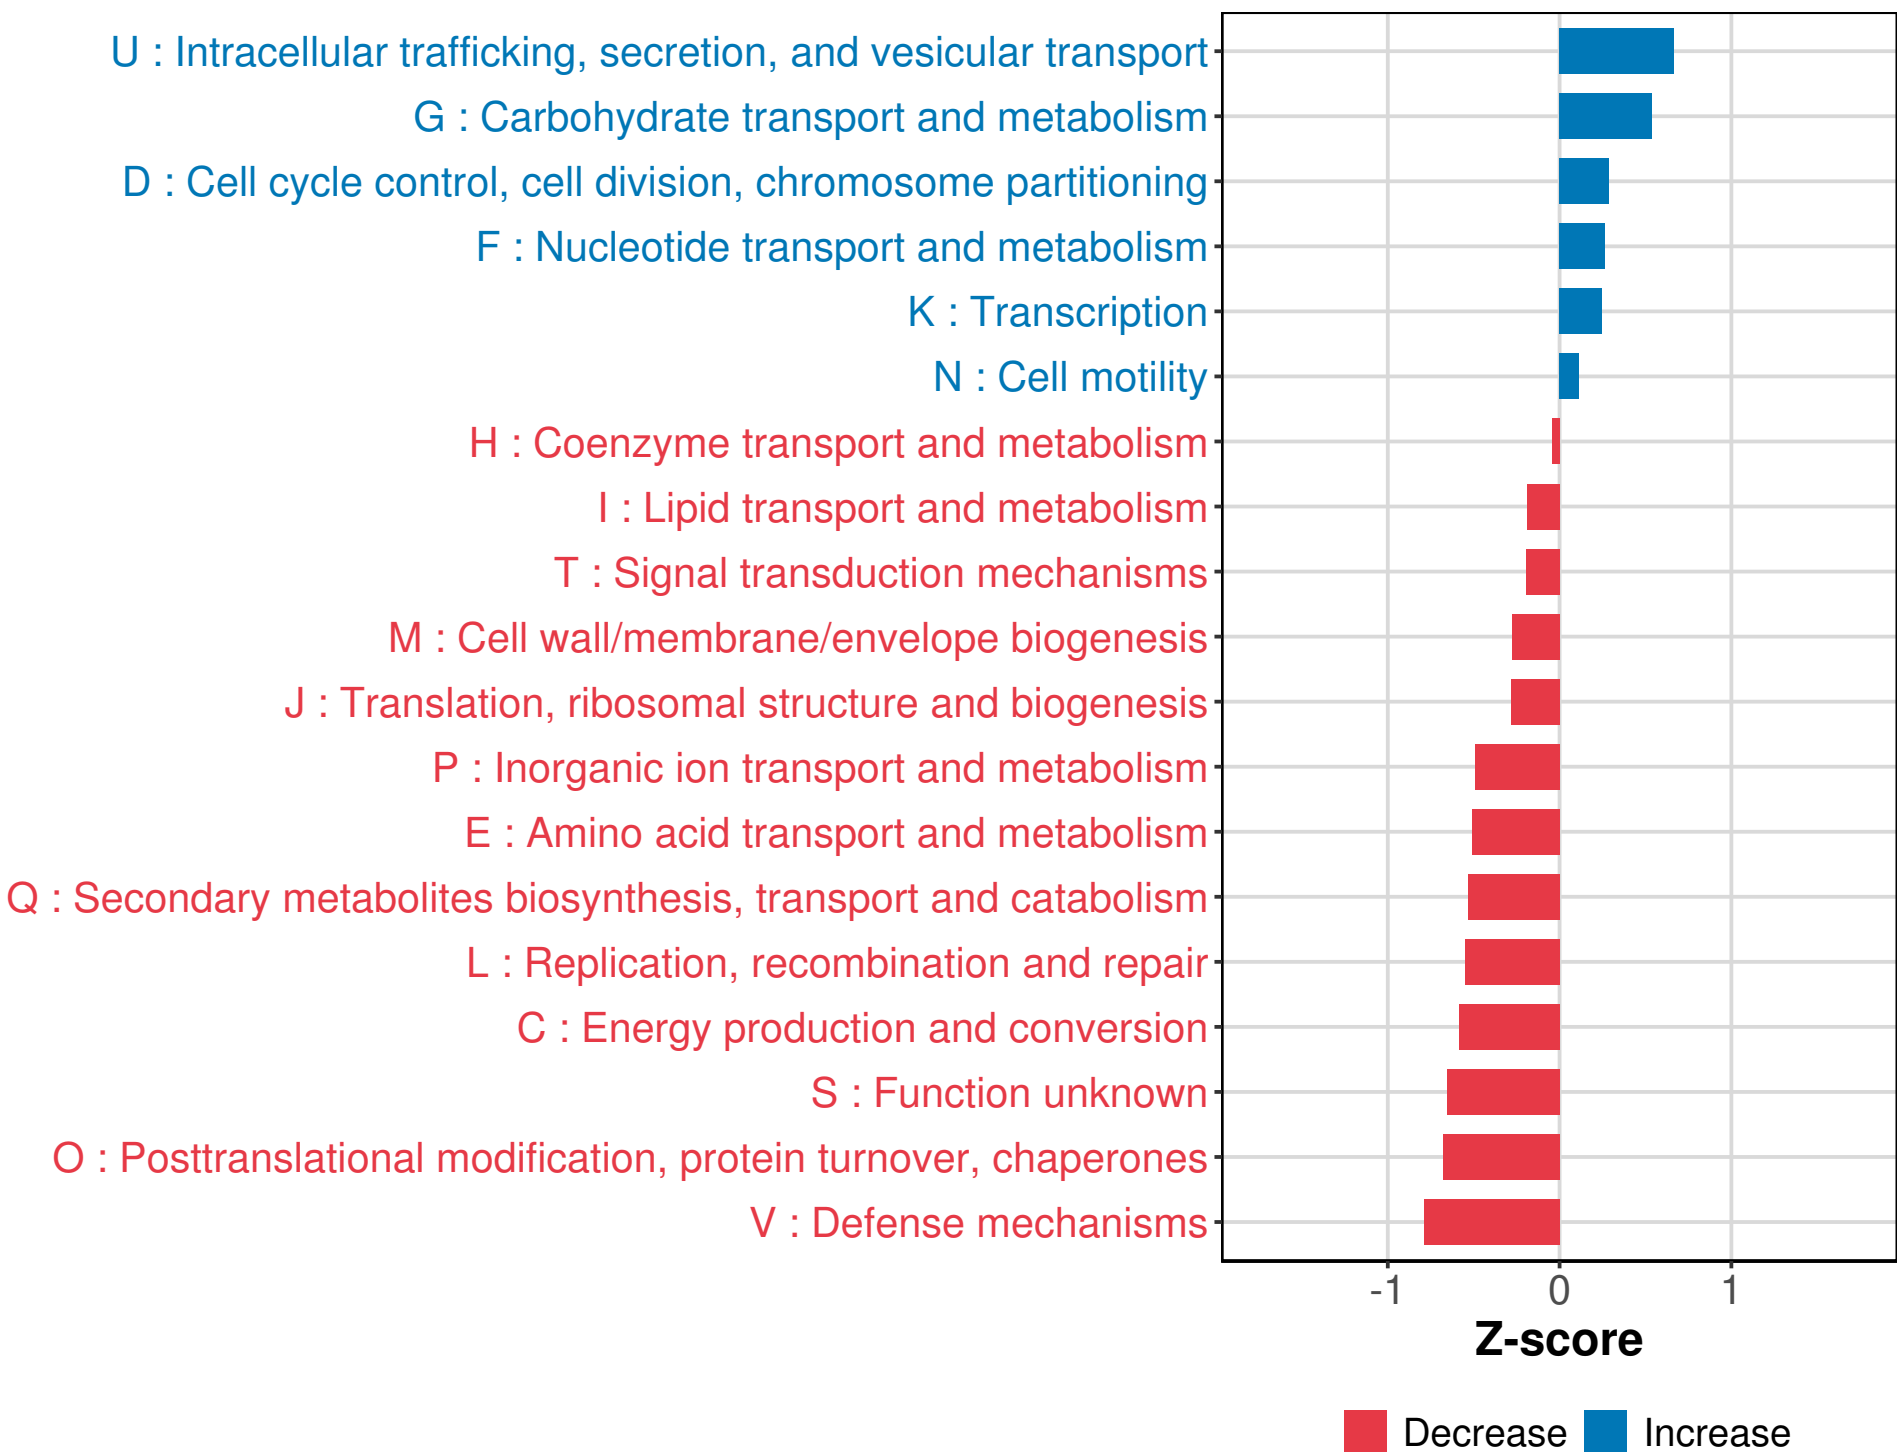 U : Intracellular trafficking, secretion, and vesicular transport
G : Carbohydrate transport and metabolism
D : Cell cycle control, cell division, chromosome partitioning
F : Nucleotide transport and metabolism
K : Transcription
N : Cell motility
H : Coenzyme transport and metabolism
I : Lipid transport and metabolism
T : Signal transduction mechanisms
M : Cell wall/membrane/envelope biogenesis
J : Translation, ribosomal structure and biogenesis
P : Inorganic ion transport and metabolism
E : Amino acid transport and metabolism
Q : Secondary metabolites biosynthesis, transport and catabolism
L : Replication, recombination and repair
C : Energy production and conversion
S : Function unknown
O : Posttranslational modification, protein turnover, chaperones
V : Defense mechanisms
-1 0 1
Z-score
Decrease Increase